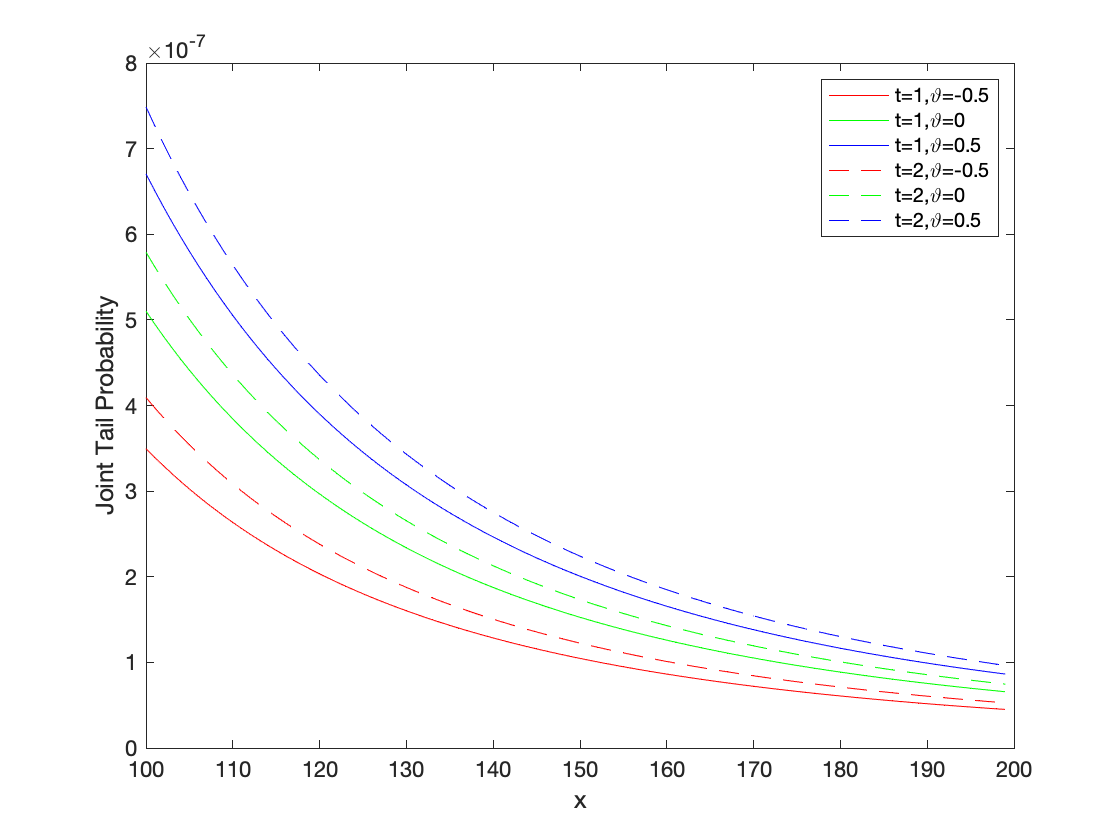 ×10-7
8
7
6
5
4
3
2
1
0
Joint Tail Probability
100 110 120 130 140 150 160 170 180 190 200
x
t=1,ϑ=-0.5
t=1,ϑ=0
t=1,ϑ=0.5
t=2,ϑ=-0.5
t=2,ϑ=0
t=2,ϑ=0.5